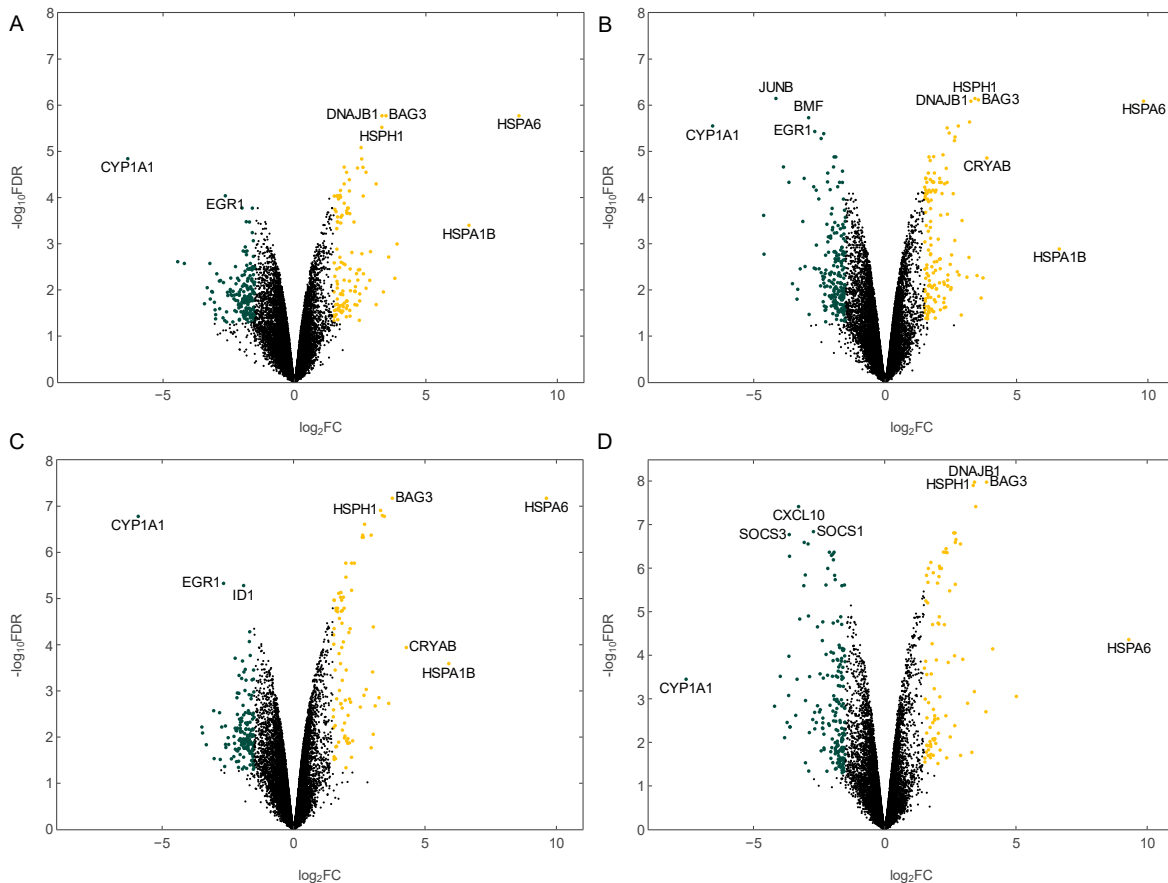 A
8
7
6
5
4
3
2
1
0
-log10FDR
−5
0
5
10
log2FC
CYP1A1
EGR1
DNAJB1
BAG3
HSPH1
HSPA6
HSPA1B
B
8
7
6
5
4
3
2
1
0
-log10FDR
−5
0
5
10
log2FC
JUNB
BMF
CYP1A1
EGR1
HSPH1
DNAJB1
BAG3
HSPA6
CRYAB
HSPA1B
C
8
7
6
5
4
3
2
1
0
-log10FDR
−5
0
5
10
log2FC
CYP1A1
EGR1
ID1
BAG3
HSPH1
HSPA6
CRYAB
HSPA1B
D
8
7
6
5
4
3
2
1
0
-log10FDR
−5
0
5
10
log2FC
DNAJB1
HSPH1
BAG3
CXCL10
SOCS3
SOCS1
HSPA6
CYP1A1